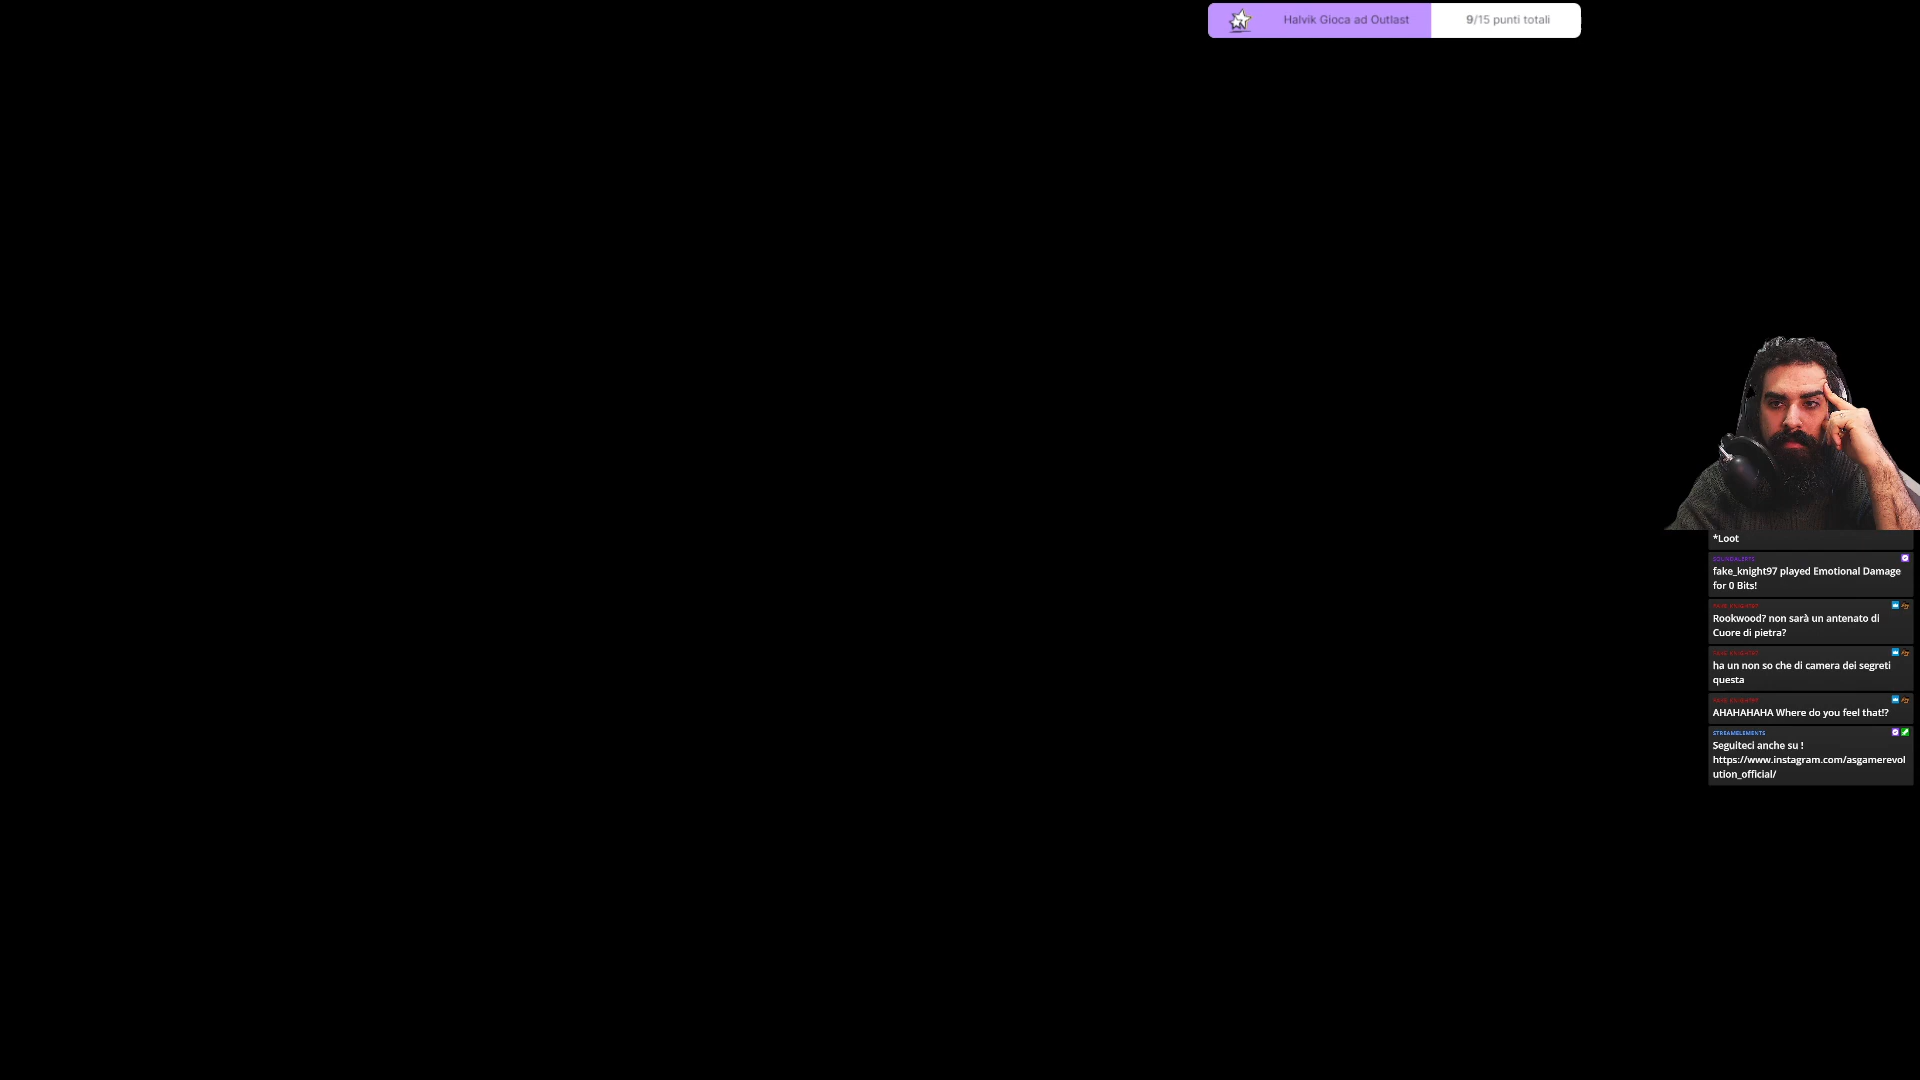 Halvik Gioca ad Outlast
9/15 punti totali
*Loot
fake_knight97 played Emotional Damage
for 0 Bits!
Rookwood? non sarà un antenato di
Cuore di pietra?
ha un non so che di camera dei segreti
questa
AHAHAHAHA Where do you feel that!?
STREAMELEMENTS
Seguiteci anche su !
https://www.instagram.com/asgamerevol
ution_official/